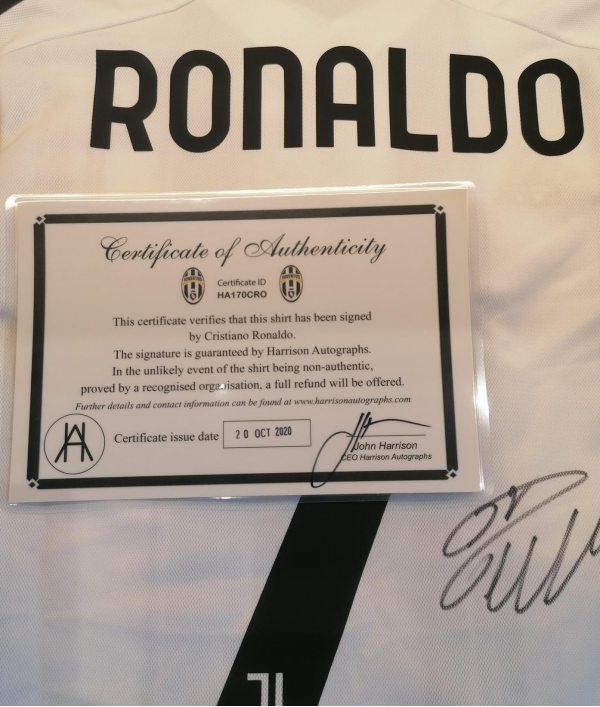 RONALDO
Certificate of Authenticity
Certificate ID
HA170CRO
This certificate verifies that this shirt has been signed
by Cristiano Ronaldo.
The signature is guaranteed by Harrison Autographs.
In the unlikely event of the shirt being non-authentic,
proved by a recognised organisation, a full refund will be offered.
Further details and contact information can be found at www.harrisonautographs.com
Certificate issue date
20 OCT 2020
John Harrison
CEO Harrison Autographs